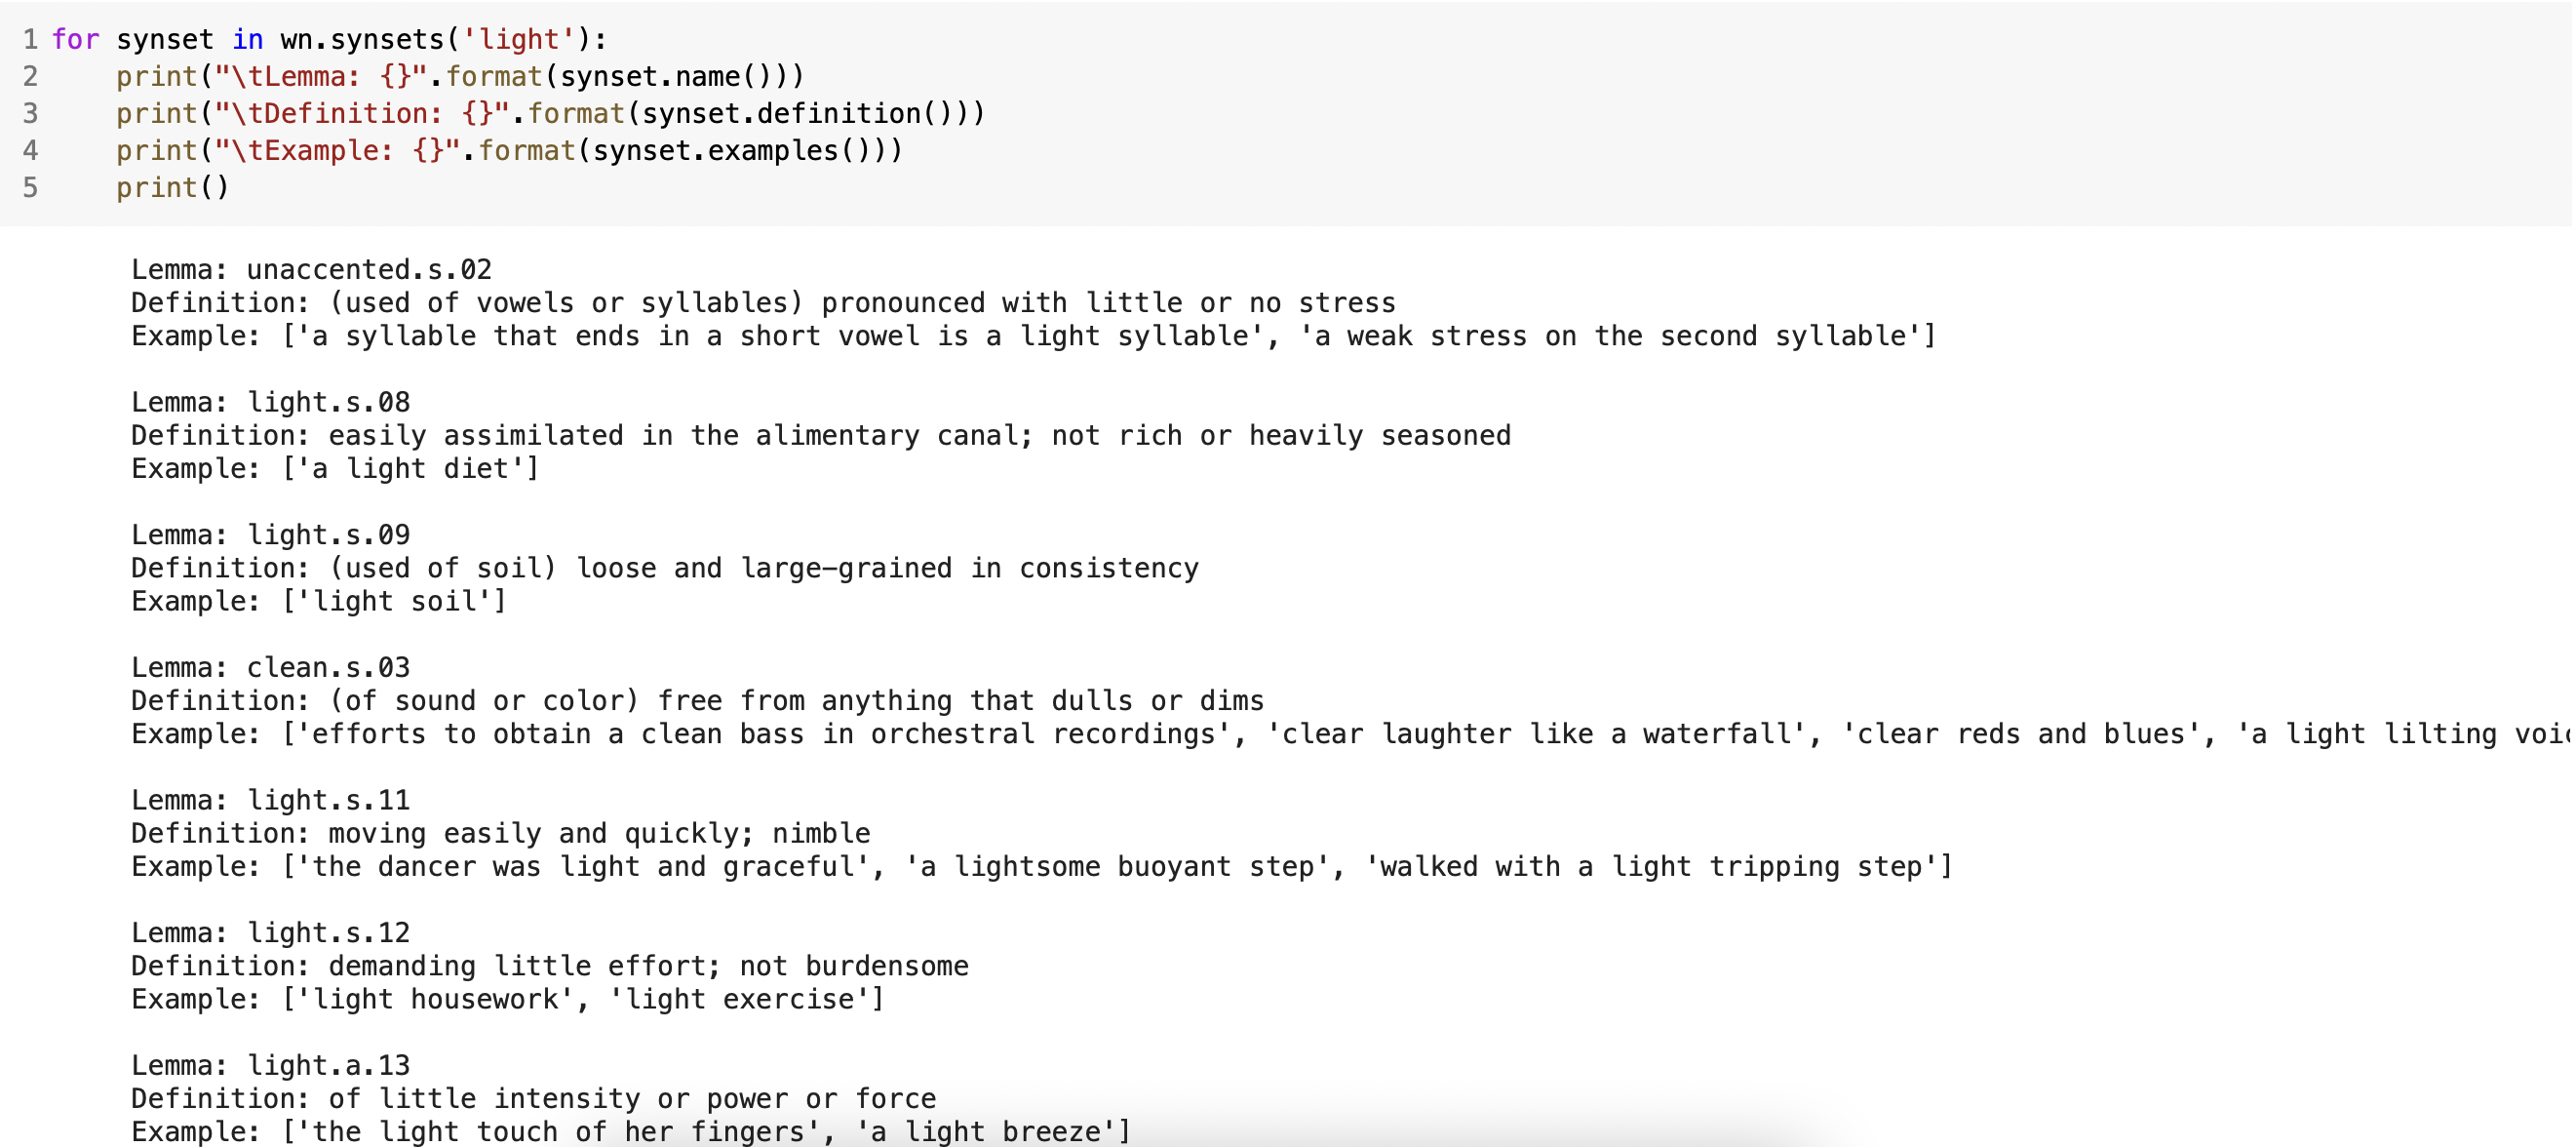 1 for synset in wn.synsets('light'):
2     print("\tLemma: {}".format(synset.name()))
3     print("\tDefinition: {}".format(synset.definition()))
4     print("\tExample: {}".format(synset.examples()))
5     print()
Lemma: unaccented.s.02
Definition: (used of vowels or syllables) pronounced with little or no stress
Example: ['a syllable that ends in a short vowel is a light syllable', 'a weak stress on the second syllable']
Lemma: light.s.08
Definition: easily assimilated in the alimentary canal; not rich or heavily seasoned
Example: ['a light diet']
Lemma: light.s.09
Definition: (used of soil) loose and large-grained in consistency
Example: ['light soil']
Lemma: clean.s.03
Definition: (of sound or color) free from anything that dulls or dims
Example: ['efforts to obtain a clean bass in orchestral recordings', 'clear laughter like a waterfall', 'clear reds and blues', 'a light lilting
Lemma: light.s.11
Definition: moving easily and quickly; nimble
Example: ['the dancer was light and graceful', 'a lightsome buoyant step', 'walked with a light tripping step']
Lemma: light.s.12
Definition: demanding little effort; not burdensome
Example: ['light housework', 'light exercise']
Lemma: light.a.13
Definition: of little intensity or power or force
Example: ['the light touch of her fingers', 'a light breeze']